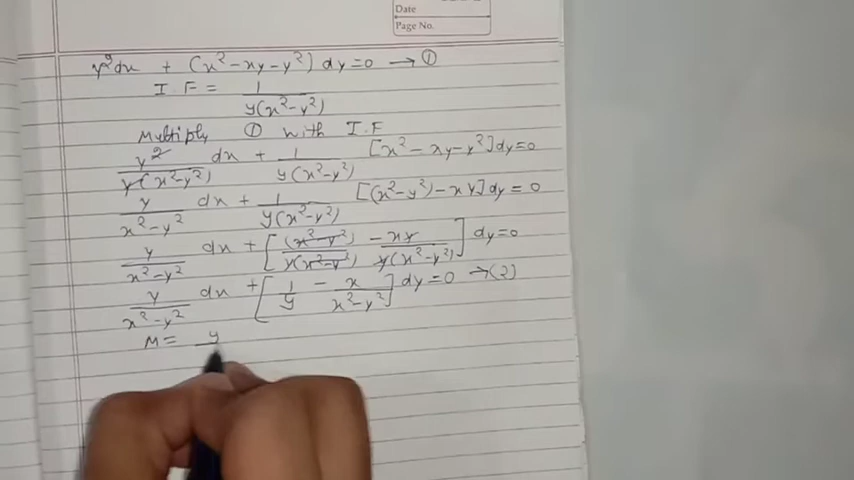 Date
Page No.
y²dx + (x²-xy-y²) dy=0 → ①
I.F = 1/y(x²-y²)
Multiply ① with I.F
y²/y(x²-y²) dx + 1/y(x²-y²) [x²-xy-y²]dy=0
y/x²-y² dx + 1/y(x²-y²) [(x²-y²)-xy]dy=0
y/x²-y² dx + [(x²-y²)/y(x²-y²) - xy/y(x²-y²)] dy=0
y/x²-y² dx + [1/y - x/x²-y²] dy=0 →(2)
M= y